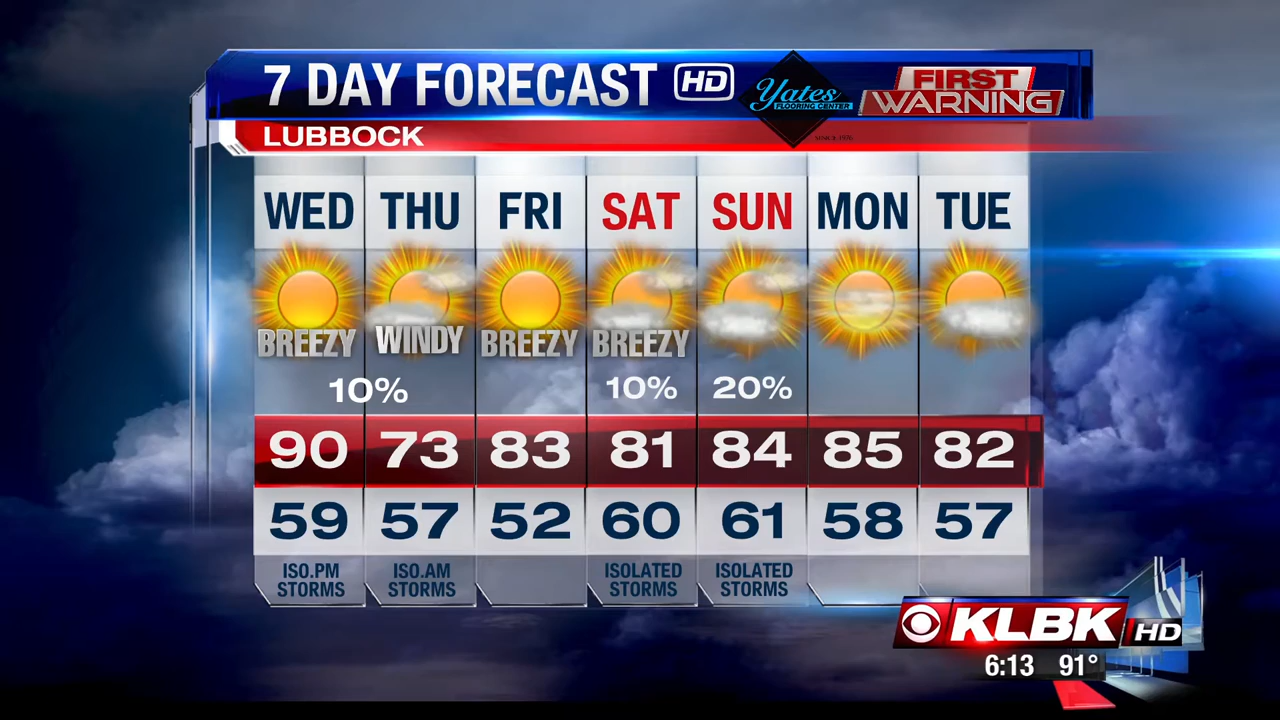 7 DAY FORECAST HD
Yates
FLOORING CENTER
SINCE 1976
FIRST
WARNING
LUBBOCK
WED THU FRI SAT SUN MON TUE
BREEZY WINDY BREEZY BREEZY
10% 10% 20%
90 73 83 81 84 85 82
59 57 52 60 61 58 57
ISO.PM ISO.AM ISOLATED ISOLATED
STORMS STORMS STORMS STORMS
KLBK HD
6:13 91°